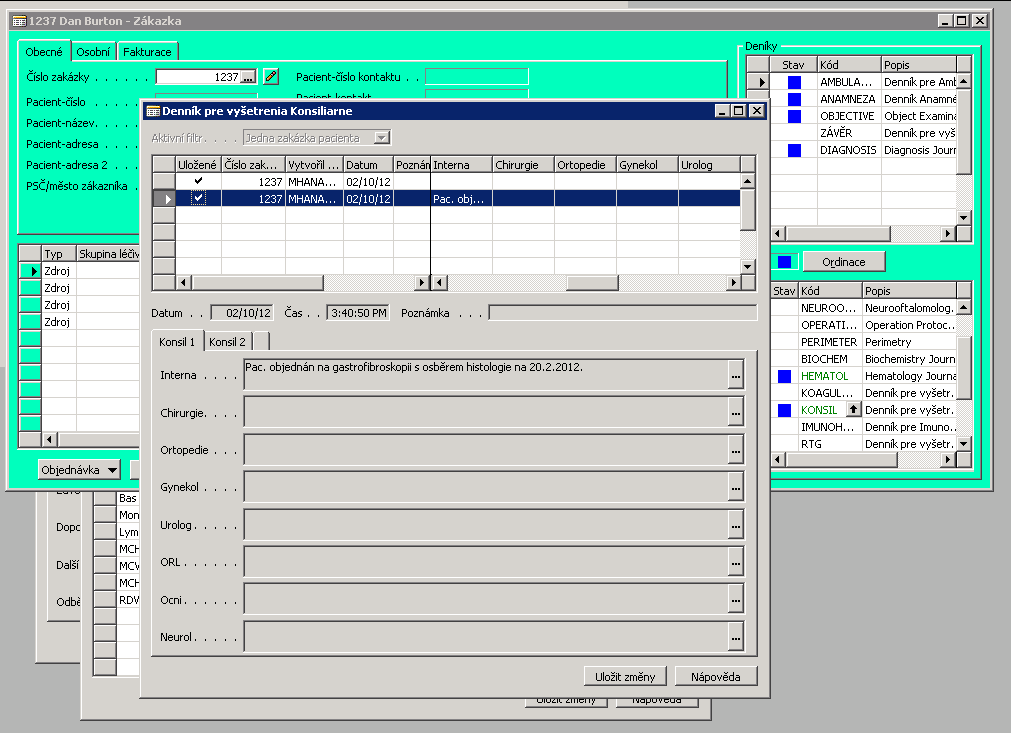 1237 Dan Burton - Zákazka
Obecné Osobní Fakturace
Číslo zakázky . . . . . . 1237 ...
Pacient-číslo kontaktu . .
Pacient-číslo . . . .
Pacient-název. . . .
Pacient-adresa . . .
Pacient-adresa 2 . .
PSČ/město zákazníka .
Typ Skupina léčiv
Zdroj
Zdroj
Zdroj
Zdroj
Objednávka
Deníky
Stav Kód Popis
AMBULA... Denník pre Amb
ANAMNEZA Denník Anamné
OBJECTIVE Object Examina
ZÁVĚR Denník pre vyš
DIAGNOSIS Diagnosis Journ
Ordinace
Stav Kód Popis
NEUROO... Neurooftalomolog.
OPERATI... Operation Protoc..
PERIMETER Perimetry
BIOCHEM Biochemistry Journ
HEMATOL Hematology Journa
KOAGUL... Denník pre vyšetr.
KONSIL Denník pre vyšetr.
IMUNOH... Denník pre Imuno..
RTG Denník pre vyšetr.
Denník pre vyšetrenia Konsiliarne
Aktivní filtr . . . . Jedna zakázka pacienta
Uložené Číslo zak... Vytvořil ... Datum Poznán Interna Chirurgie Ortopedie Gynekol Urolog
1237 MHANA... 02/10/12
1237 MHANA... 02/10/12 Pac. obj...
Datum . . 02/10/12 Čas . . 3:40:50 PM Poznámka . . .
Konsil 1 Konsil 2
Interna . . . . Pac. objednán na gastrofibroskopii s osběrem histologie na 20.2.2012. ...
Chirurgie. . . . ...
Ortopedie . . . ...
Gynekol . . . . ...
Urolog . . . . . ...
ORL . . . . . . ...
Ocni . . . . . . ...
Neurol . . . . . ...
Uložit změny Nápověda
Bas
Mon
Dopo Lym
MCH
Další MCV
MCH
Odbě RDW
Uložit změny Nápověda